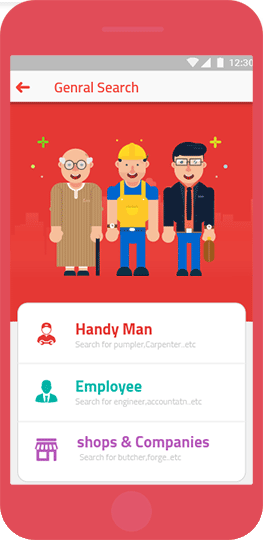 12:30
Genral Search
Handy Man
Search for pumpler,Carpenter..etc
Employee
Search for engineer,accountatn..etc
shops & Companies
Search for butcher,forge..etc